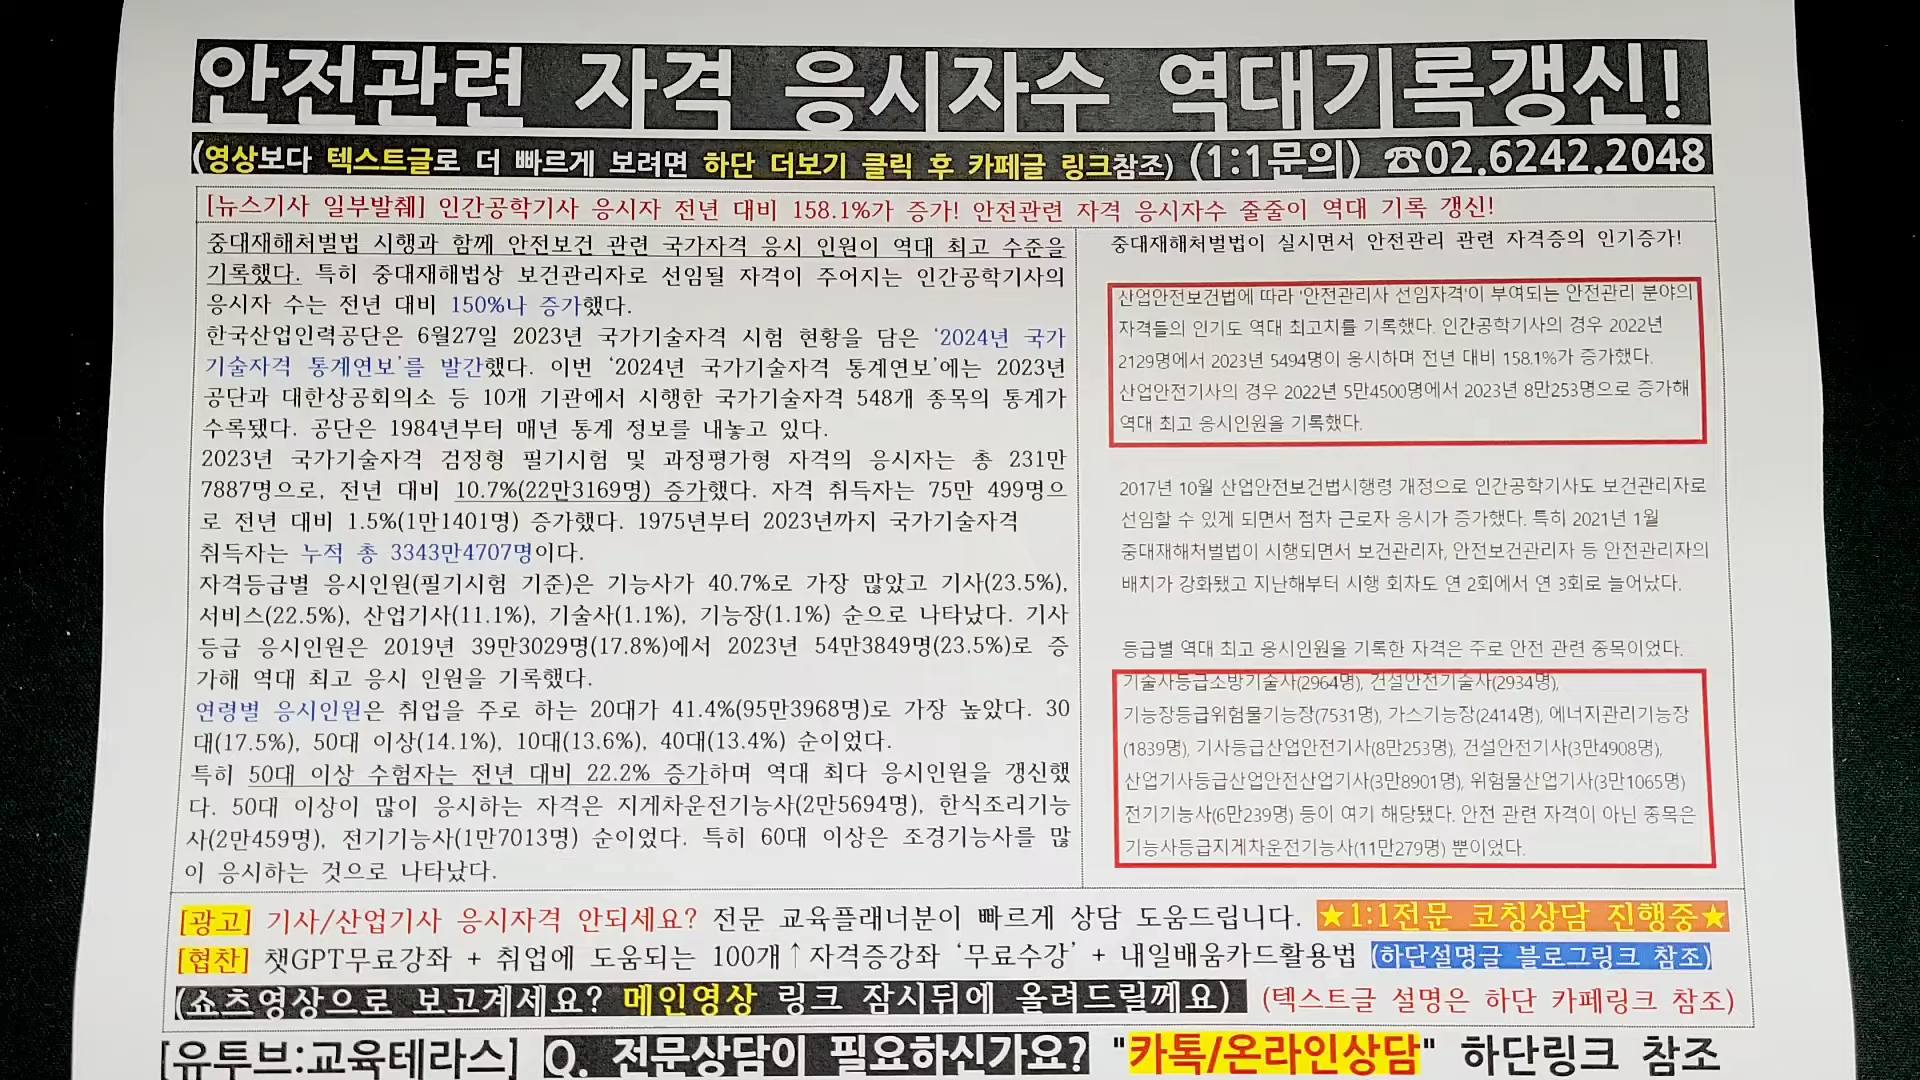 안전관련 자격 응시자수 역대기록갱신!
(영상보다 텍스트글로 더 빠르게 보려면 하단 더보기 클릭 후 카페글 링크참조) (1:1문의) ☎02.6242.2048
[뉴스기사 일부발췌] 인간공학기사 응시자 전년 대비 158.1%가 증가! 안전관련 자격 응시자수 줄줄이 역대 기록 갱신!
중대재해처벌법 시행과 함께 안전보건 관련 국가자격 응시 인원이 역대 최고 수준을
기록했다. 특히 중대재해법상 보건관리자로 선임될 자격이 주어지는 인간공학기사의
응시자 수는 전년 대비 150%나 증가했다.
한국산업인력공단은 6월27일 2023년 국가기술자격 시험 현황을 담은 '2024년 국가
기술자격 통계연보'를 발간했다. 이번 '2024년 국가기술자격 통계연보'에는 2023년
공단과 대한상공회의소 등 10개 기관에서 시행한 국가기술자격 548개 종목의 통계가
수록됐다. 공단은 1984년부터 매년 통계 정보를 내놓고 있다.
2023년 국가기술자격 검정형 필기시험 및 과정평가형 자격의 응시자는 총 231만
7887명으로, 전년 대비 10.7%(22만3169명) 증가했다. 자격 취득자는 75만 499명으
로 전년 대비 1.5%(1만1401명) 증가했다. 1975년부터 2023년까지 국가기술자격
취득자는 누적 총 3343만4707명이다.
자격등급별 응시인원(필기시험 기준)은 기능사가 40.7%로 가장 많았고 기사(23.5%),
서비스(22.5%), 산업기사(11.1%), 기술사(1.1%), 기능장(1.1%) 순으로 나타났다. 기사
등급 응시인원은 2019년 39만3029명(17.8%)에서 2023년 54만3849명(23.5%)로 증
가해 역대 최고 응시 인원을 기록했다.
연령별 응시인원은 취업을 주로 하는 20대가 41.4%(95만3968명)로 가장 높았다. 30
대(17.5%), 50대 이상(14.1%), 10대(13.6%), 40대(13.4%) 순이었다.
특히 50대 이상 수험자는 전년 대비 22.2% 증가하며 역대 최다 응시인원을 갱신했
다. 50대 이상이 많이 응시하는 자격은 지게차운전기능사(2만5694명), 한식조리기능
사(2만459명), 전기기능사(1만7013명) 순이었다. 특히 60대 이상은 조경기능사를 많
이 응시하는 것으로 나타났다.
중대재해처벌법이 실시면서 안전관리 관련 자격증의 인기증가!
산업안전보건법에 따라 '안전관리사 선임자격'이 부여되는 안전관리 분야의
자격들의 인기도 역대 최고치를 기록했다. 인간공학기사의 경우 2022년
2129명에서 2023년 5494명이 응시하며 전년 대비 158.1%가 증가했다.
산업안전기사의 경우 2022년 5만4500명에서 2023년 8만253명으로 증가해
역대 최고 응시인원을 기록했다.
2017년 10월 산업안전보건법시행령 개정으로 인간공학기사도 보건관리자로
선임할 수 있게 되면서 점차 근로자 응시가 증가했다. 특히 2021년 1월
중대재해처벌법이 시행되면서 보건관리자, 안전보건관리자 등 안전관리자의
배치가 강화됐고 지난해부터 시행 회차도 연 2회에서 연 3회로 늘어났다.
등급별 역대 최고 응시인원을 기록한 자격은 주로 안전 관련 종목이었다.
기술사등급소방기술사(2964명), 건설안전기술사(2934명),
기능장등급위험물기능장(7531명), 가스기능장(2414명), 에너지관리기능장
(1839명), 기사등급산업안전기사(8만253명), 건설안전기사(3만4908명),
산업기사등급산업안전산업기사(3만8901명), 위험물산업기사(3만1065명)
전기기능사(6만239명) 등이 여기 해당됐다. 안전 관련 자격이 아닌 종목은
기능사등급지게차운전기능사(11만279명) 뿐이었다.
[광고] 기사/산업기사 응시자격 안되세요? 전문 교육플래너분이 빠르게 상담 도움드립니다. ★1:1전문 코칭상담 진행중★
[협찬] 챗GPT무료강좌 + 취업에 도움되는 100개↑자격증강좌 '무료수강' + 내일배움카드활용법 (하단설명글 블로그링크 참조)
(쇼츠영상으로 보고계세요? 메인영상 링크 잠시뒤에 올려드릴께요) (텍스트글 설명은 하단 카페링크 참조)
[유투브:교육테라스] Q. 전문상담이 필요하신가요? "카톡/온라인상담" 하단링크 참조